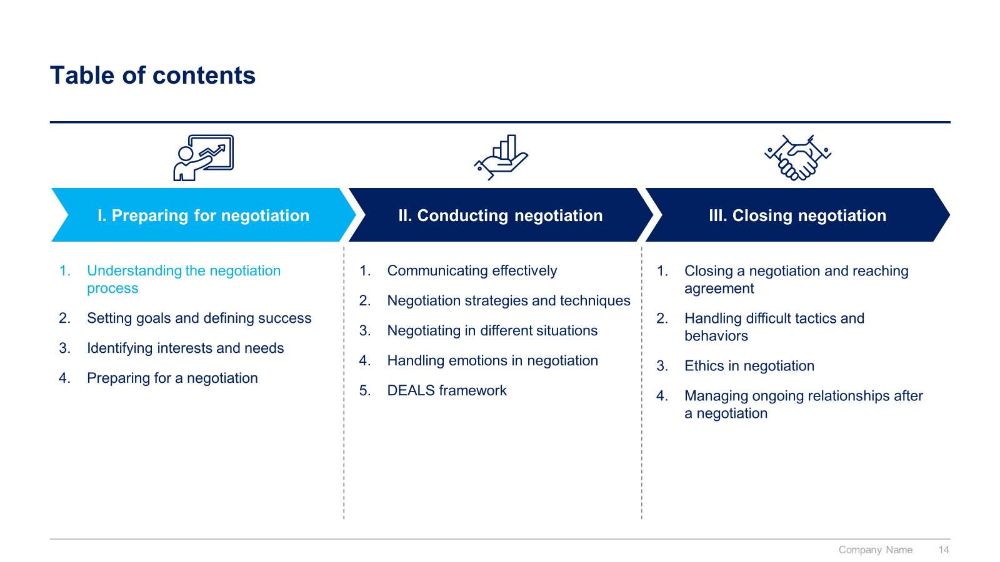 Table of contents
I. Preparing for negotiation
II. Conducting negotiation
III. Closing negotiation
1. Understanding the negotiation
process
2. Setting goals and defining success
3. Identifying interests and needs
4. Preparing for a negotiation
1. Communicating effectively
2. Negotiation strategies and techniques
3. Negotiating in different situations
4. Handling emotions in negotiation
5. DEALS framework
1. Closing a negotiation and reaching
agreement
2. Handling difficult tactics and
behaviors
3. Ethics in negotiation
4. Managing ongoing relationships after
a negotiation
Company Name 14